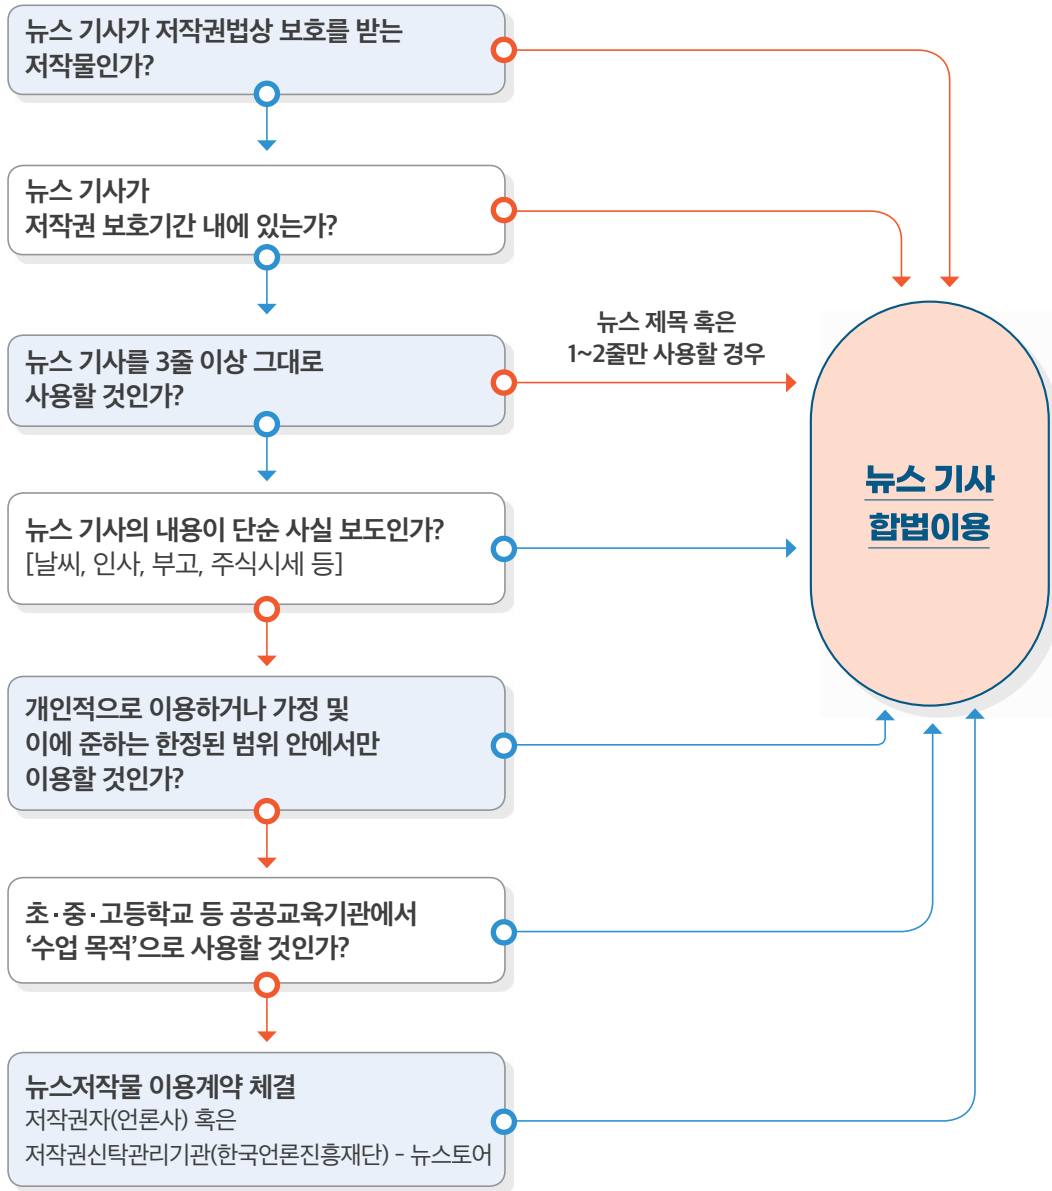 뉴스 기사가 저작권법상 보호를 받는
저작물인가?
뉴스 기사가
저작권 보호기간 내에 있는가?
뉴스 제목 혹은
1~2줄만 사용할 경우
뉴스 기사를 3줄 이상 그대로
사용할 것인가?
뉴스 기사
합법이용
뉴스 기사의 내용이 단순 사실 보도인가?
[날씨, 인사, 부고, 주식시세 등]
개인적으로 이용하거나 가정 및
이에 준하는 한정된 범위 안에서만
이용할 것인가?
초·중·고등학교 등 공공교육기관에서
‘수업 목적’으로 사용할 것인가?
뉴스저작물 이용계약 체결
저작권자(언론사) 혹은
저작권신탁관리기관(한국언론진흥재단) - 뉴스토어